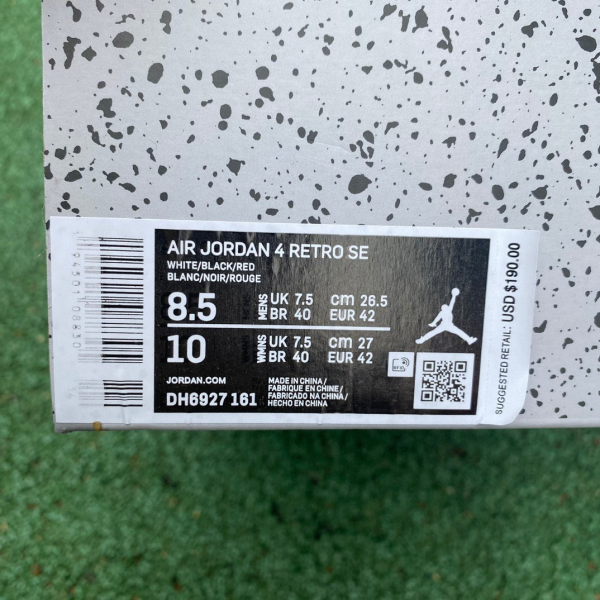 AIR JORDAN 4 RETRO SE
WHITE/BLACK/RED
BLANC/NOIR/ROUGE
8.5 MENS UK 7.5 cm 26.5
BR 40 EUR 42
10 WMNS UK 7.5 cm 27
BR 40 EUR 42
JORDAN.COM
DH6927 161
MADE IN CHINA/
FABRIQUE EN CHINE/
FABRICADO NA CHINA/
HECHO EN CHINA
RFID
SUGGESTED RETAIL: USD $190.00